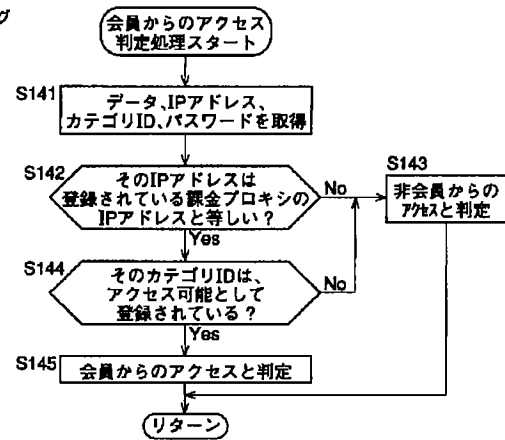 グ
会員からのアクセス
判定処理スタート
S141
データ、IPアドレス、
カテゴリID、パスワードを取得
S142
そのIPアドレスは
登録されている課金プロキシの
IPアドレスと等しい？
No
Yes
S143
非会員からの
アクセスと判定
S144
そのカテゴリIDは、
アクセス可能として
登録されている？
No
Yes
S145
会員からのアクセスと判定
リターン